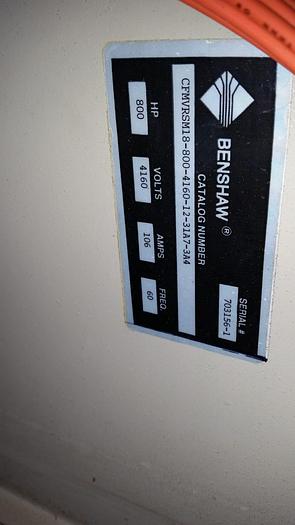 BENSHAW ®
CATALOG NUMBER
CFMVRSM18-800-4160-12-31A7-3A4
SERIAL #
703156-1
HP
800
VOLTS
4160
AMPS
106
FREQ.
60